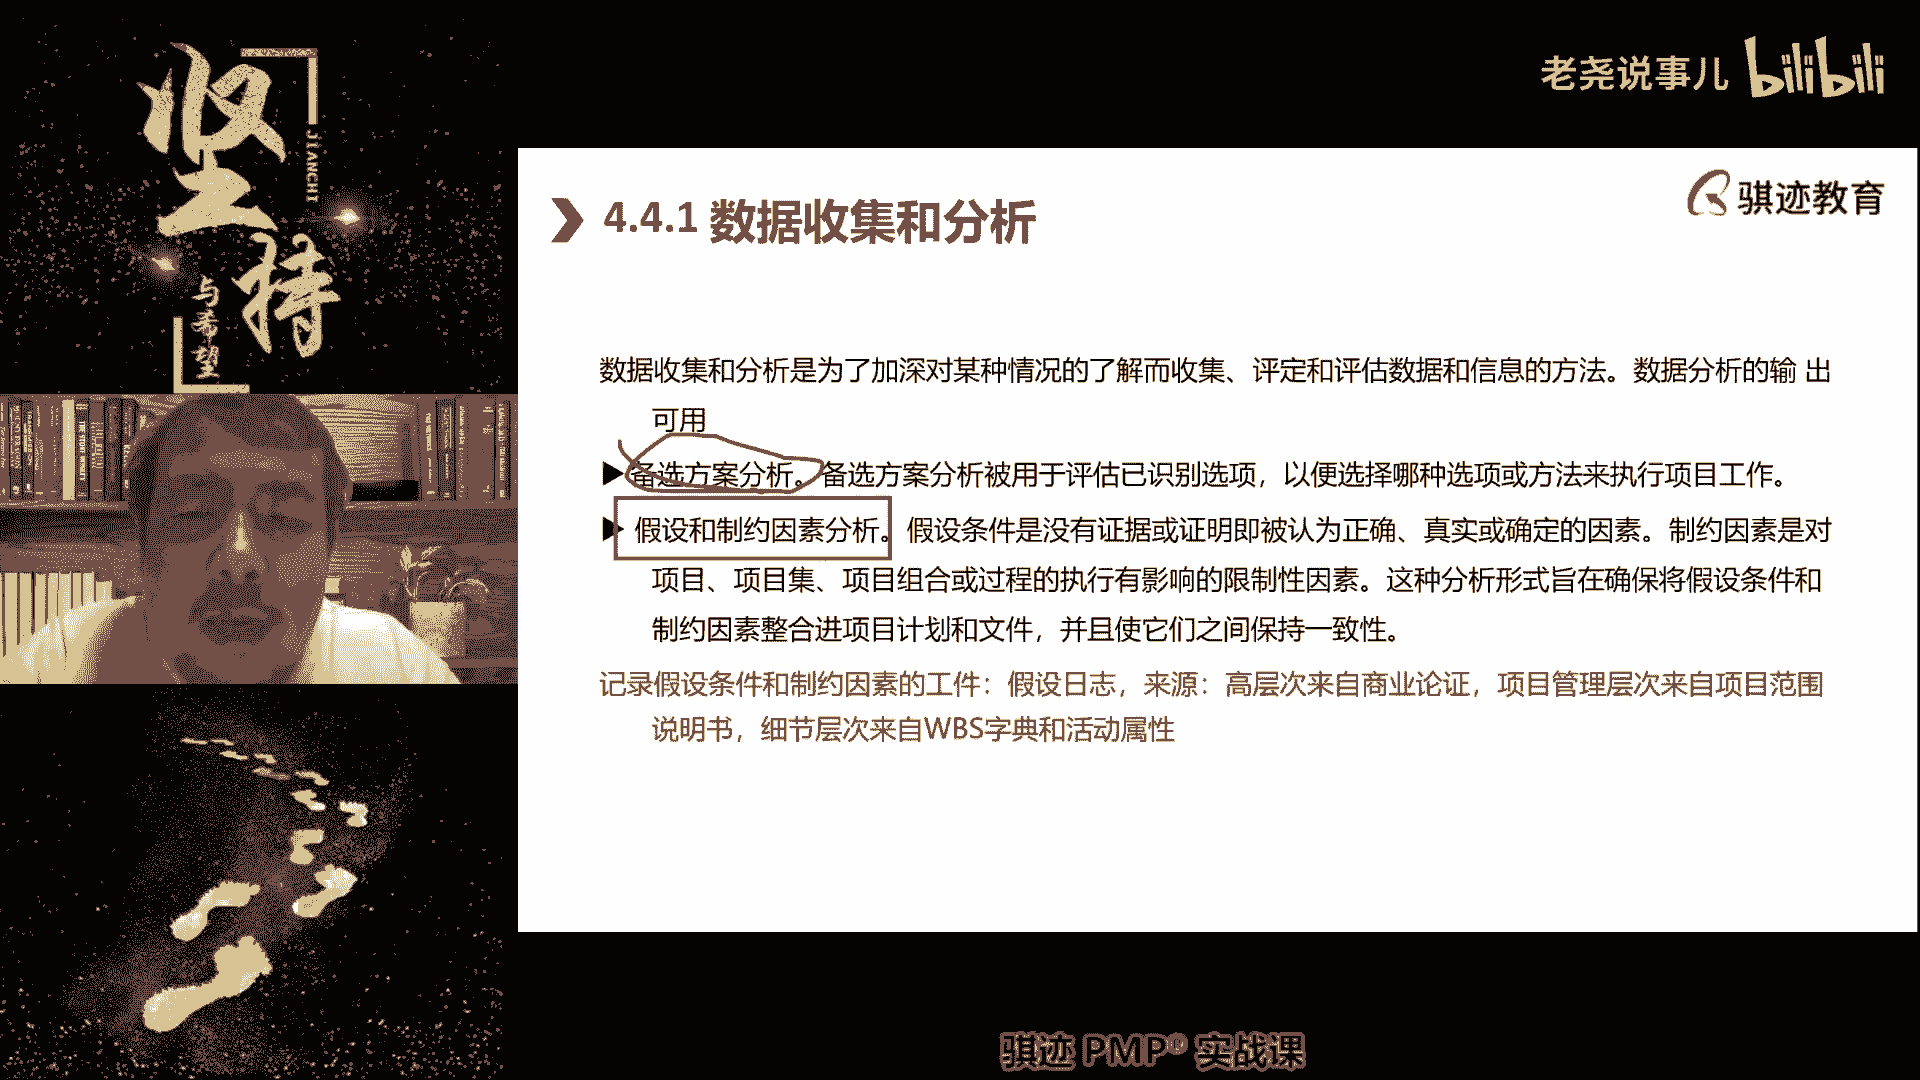 坚持
JIANCHI
与希望
老尧说事儿 bilibili
骐迹教育
4.4.1 数据收集和分析
数据收集和分析是为了加深对某种情况的了解而收集、评定和评估数据和信息的方法。数据分析的输 出
可用
备选方案分析。备选方案分析被用于评估已识别选项，以便选择哪种选项或方法来执行项目工作。
假设和制约因素分析。假设条件是没有证据或证明即被认为正确、真实或确定的因素。制约因素是对
项目、项目集、项目组合或过程的执行有影响的限制性因素。这种分析形式旨在确保将假设条件和
制约因素整合进项目计划和文件，并且使它们之间保持一致性。
记录假设条件和制约因素的工件：假设日志，来源：高层次来自商业论证，项目管理层次来自项目范围
说明书，细节层次来自WBS字典和活动属性
骐迹 PMP® 实战课